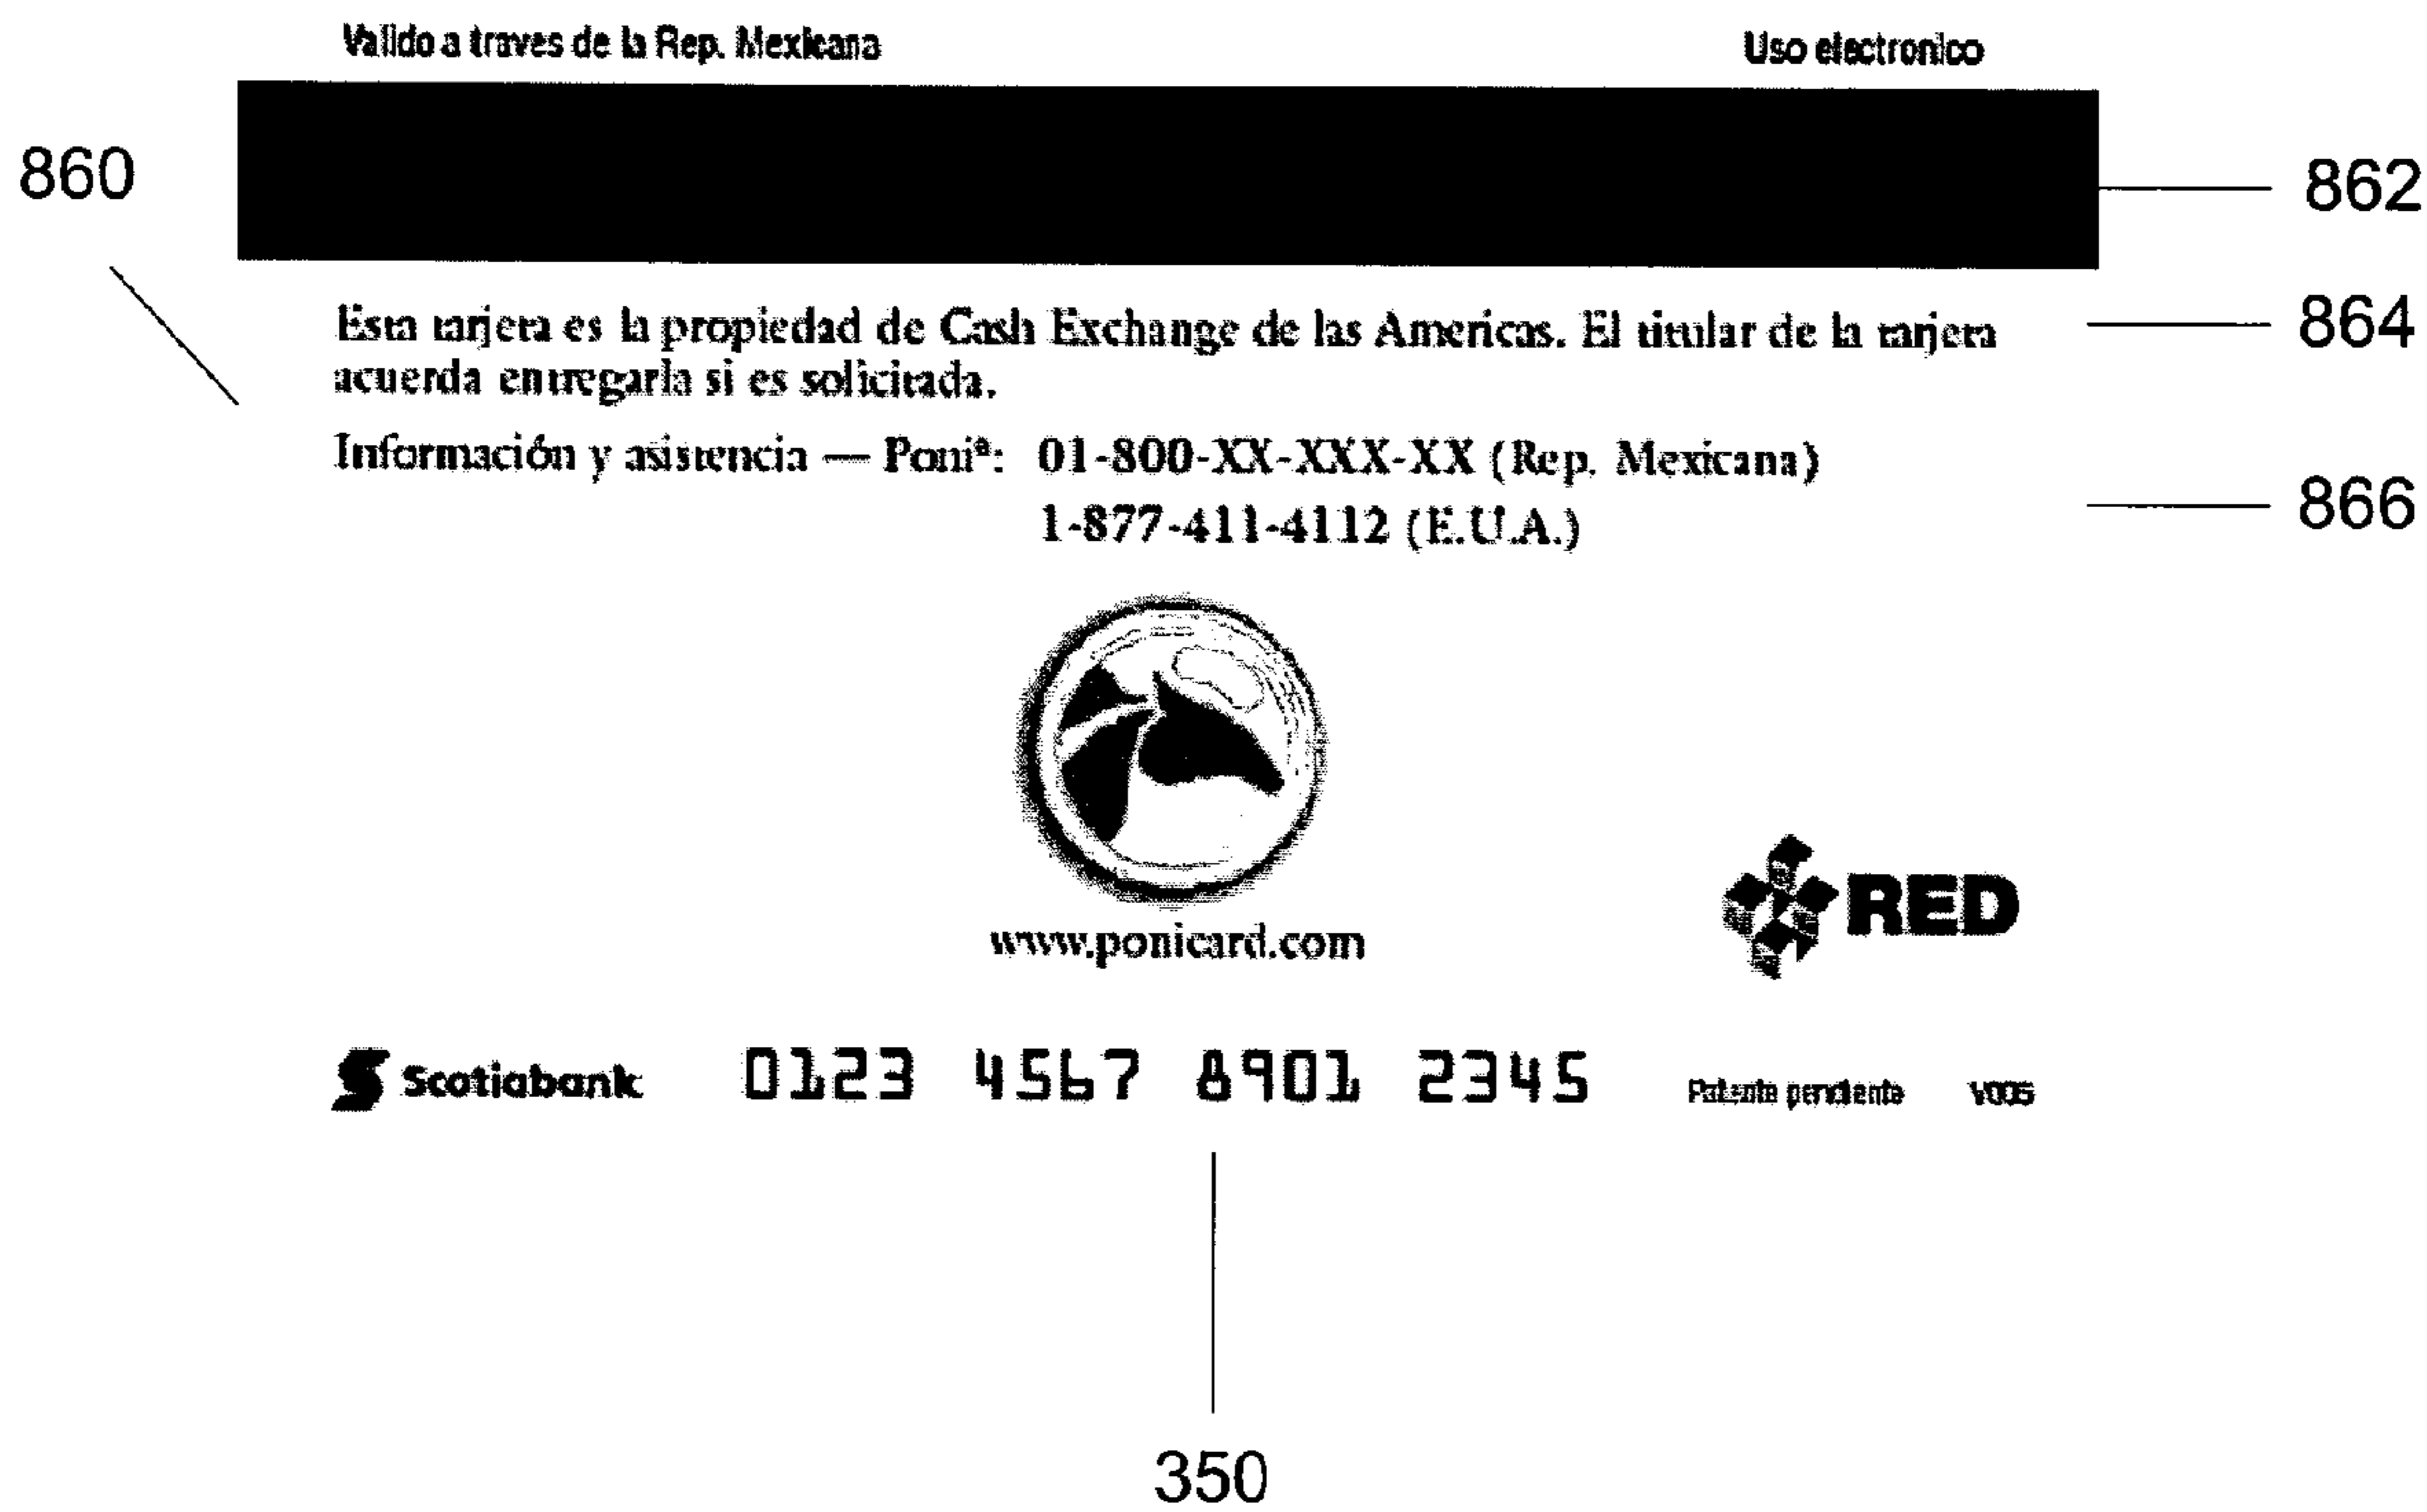 Valido a traves de la Rep. Mexicana Uso electronico
860
862
Esta tarjeta es la propiedad de Cash Exchange de las Americas. El titular de la tarjeta
864
acuerda entregarla si es solicitada.
Información y asistencia — Poniª: 01-800-XX-XXX-XX (Rep. Mexicana)
866
1-877-411-4112 (E.U.A.)
www.ponicard.com
RED
Scotiabank 0123 4567 8901 2345 Patente pendiente V005
350